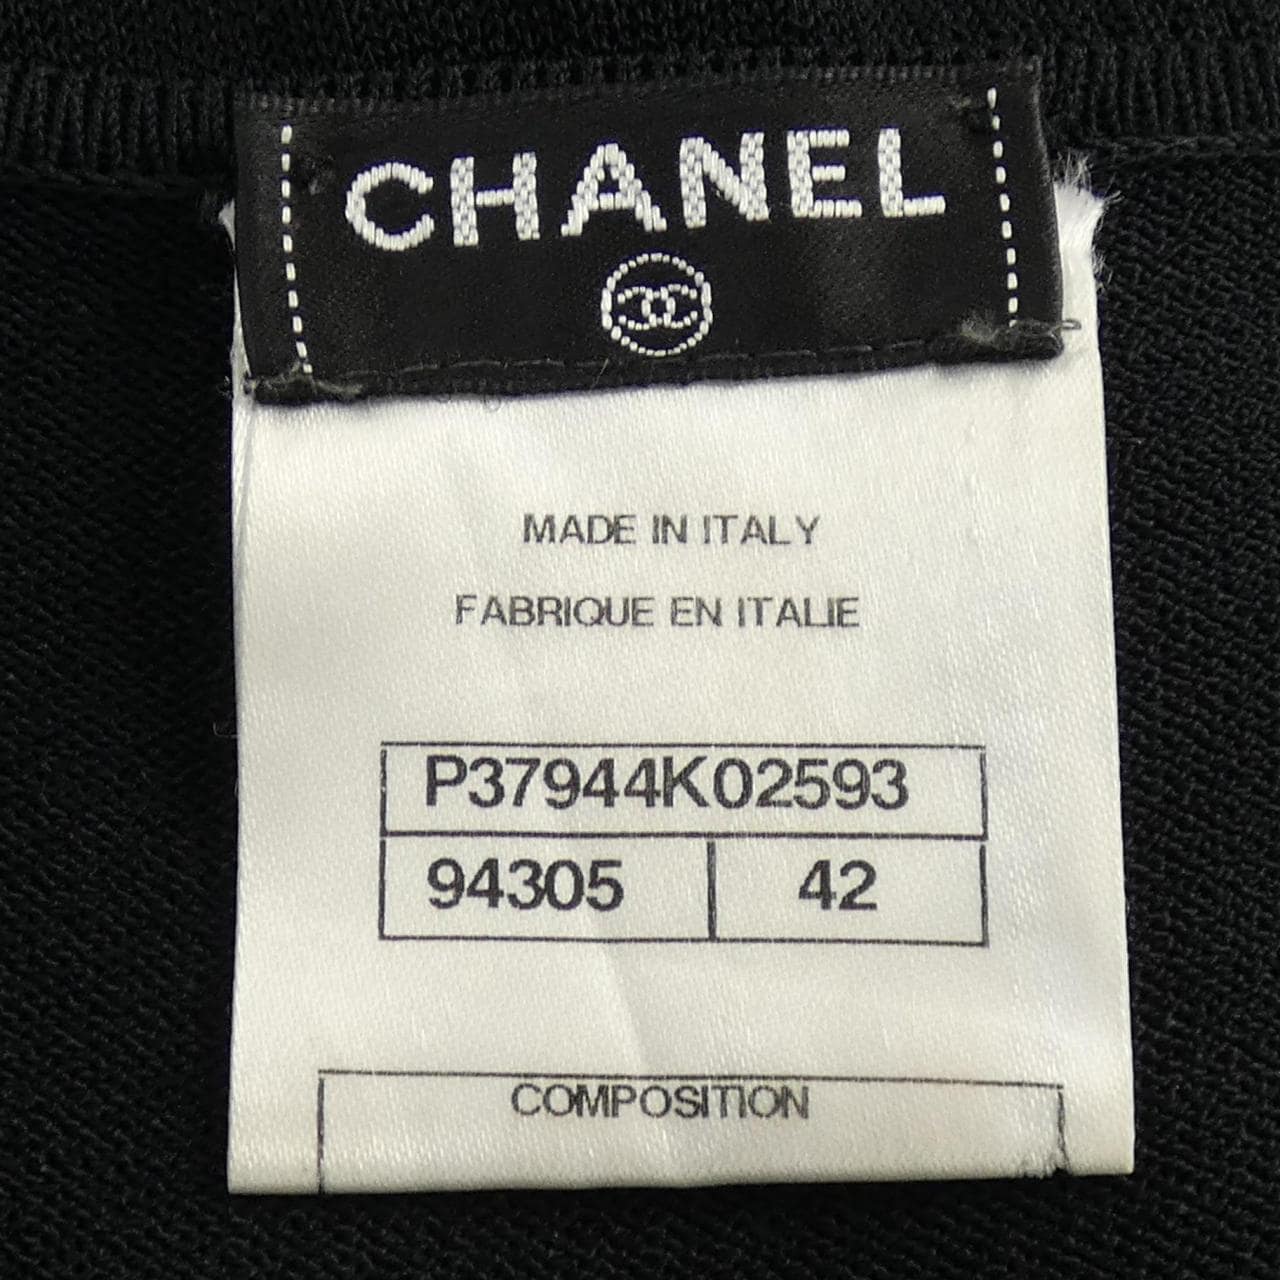 CHANEL
MADE IN ITALY
FABRIQUE EN ITALIE
P37944K02593
94305 42
COMPOSITION